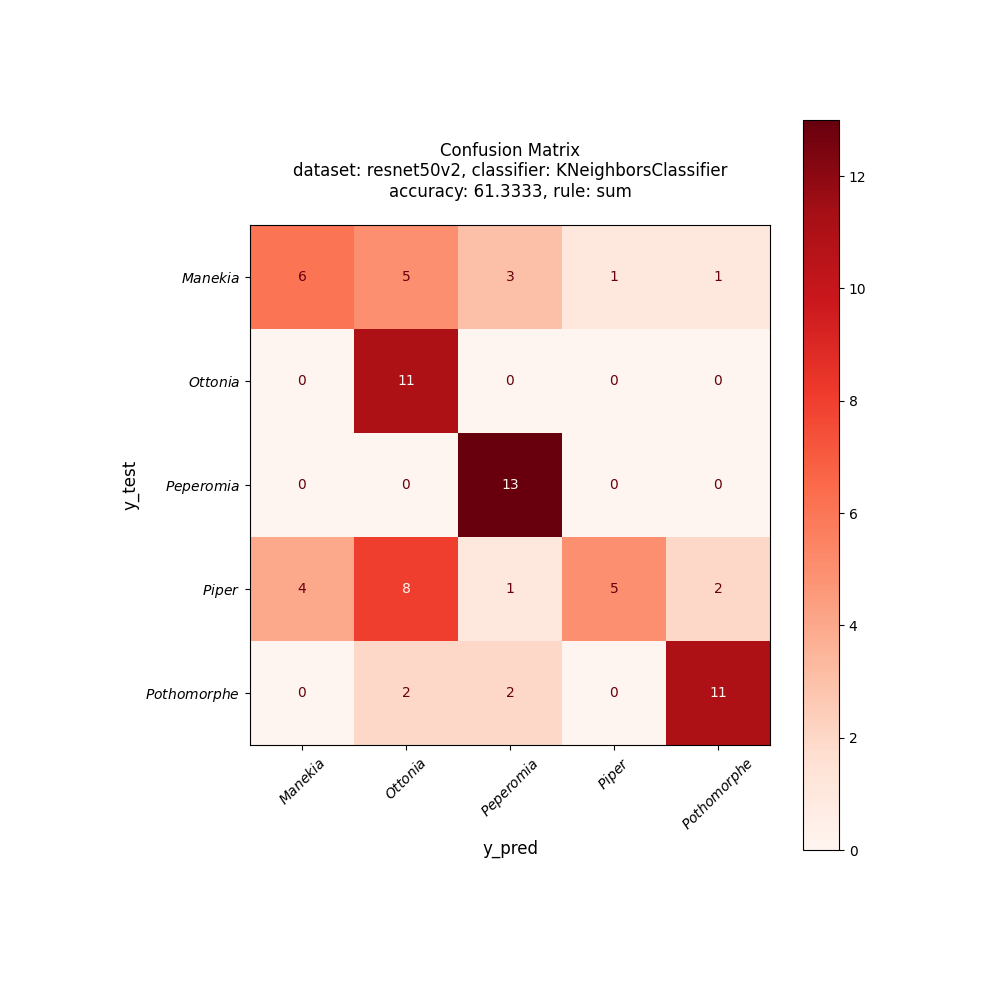 Confusion Matrix
dataset: resnet50v2, classifier: KNeighborsClassifier
accuracy: 61.3333, rule: sum
12
10
8
6
4
2
0
y_test
Manekia 6 5 3 1 1
Ottonia 0 11 0 0 0
Peperomia 0 0 13 0 0
Piper 4 8 1 5 2
Pothomorphe 0 2 2 0 11
Manekia Ottonia Peperomia Piper Pothomorphe
y_pred